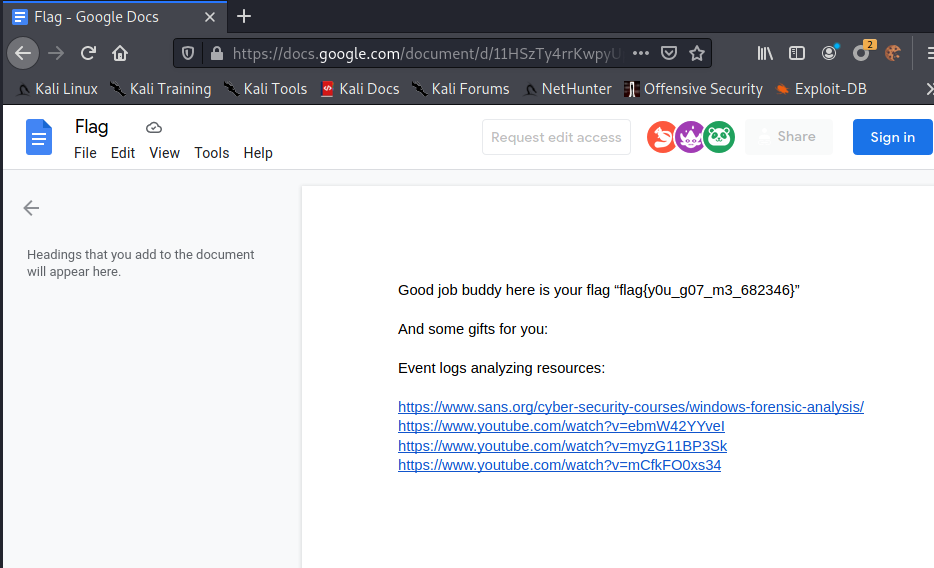 Flag - Google Docs
https://docs.google.com/document/d/11HSzTy4rrKwpyU
2
Kali Linux Kali Training Kali Tools Kali Docs Kali Forums NetHunter Offensive Security Exploit-DB
Flag
Request edit access
Share
Sign in
File Edit View Tools Help
Headings that you add to the document
will appear here.
Good job buddy here is your flag “flag{y0u_g07_m3_682346}”
And some gifts for you:
Event logs analyzing resources:
https://www.sans.org/cyber-security-courses/windows-forensic-analysis/
https://www.youtube.com/watch?v=ebmW42YYveI
https://www.youtube.com/watch?v=myzG11BP3Sk
https://www.youtube.com/watch?v=mCfkFO0xs34